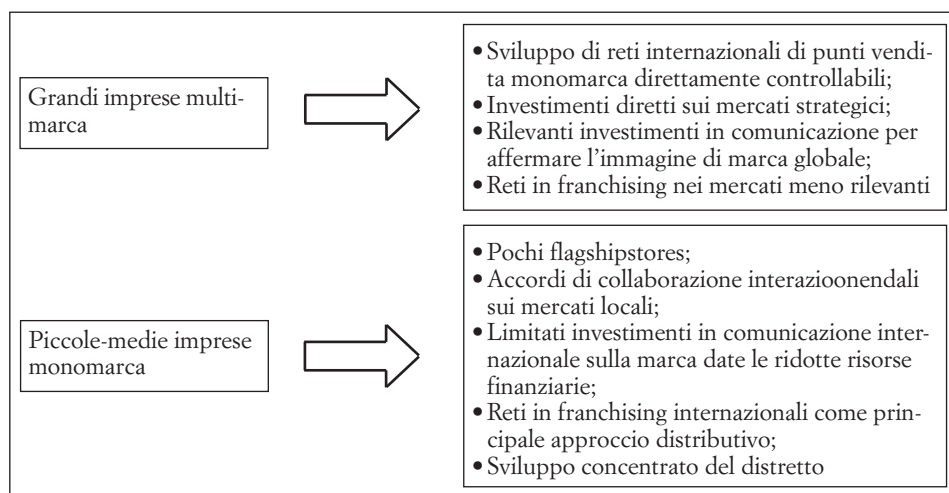 Grandi imprese multi-
marca
• Sviluppo di reti internazionali di punti vendi-
ta monomarca direttamente controllabili;
• Investimenti diretti sui mercati strategici;
• Rilevanti investimenti in comunicazione per
affermare l'immagine di marca globale;
• Reti in franchising nei mercati meno rilevanti
Piccole-medie imprese
monomarca
• Pochi flagshipstores;
• Accordi di collaborazione interazioonendali
sui mercati locali;
• Limitati investimenti in comunicazione inter-
nazionale sulla marca date le ridotte risorse
finanziarie;
• Reti in franchising internazionali come prin-
cipale approccio distributivo;
• Sviluppo concentrato del distretto